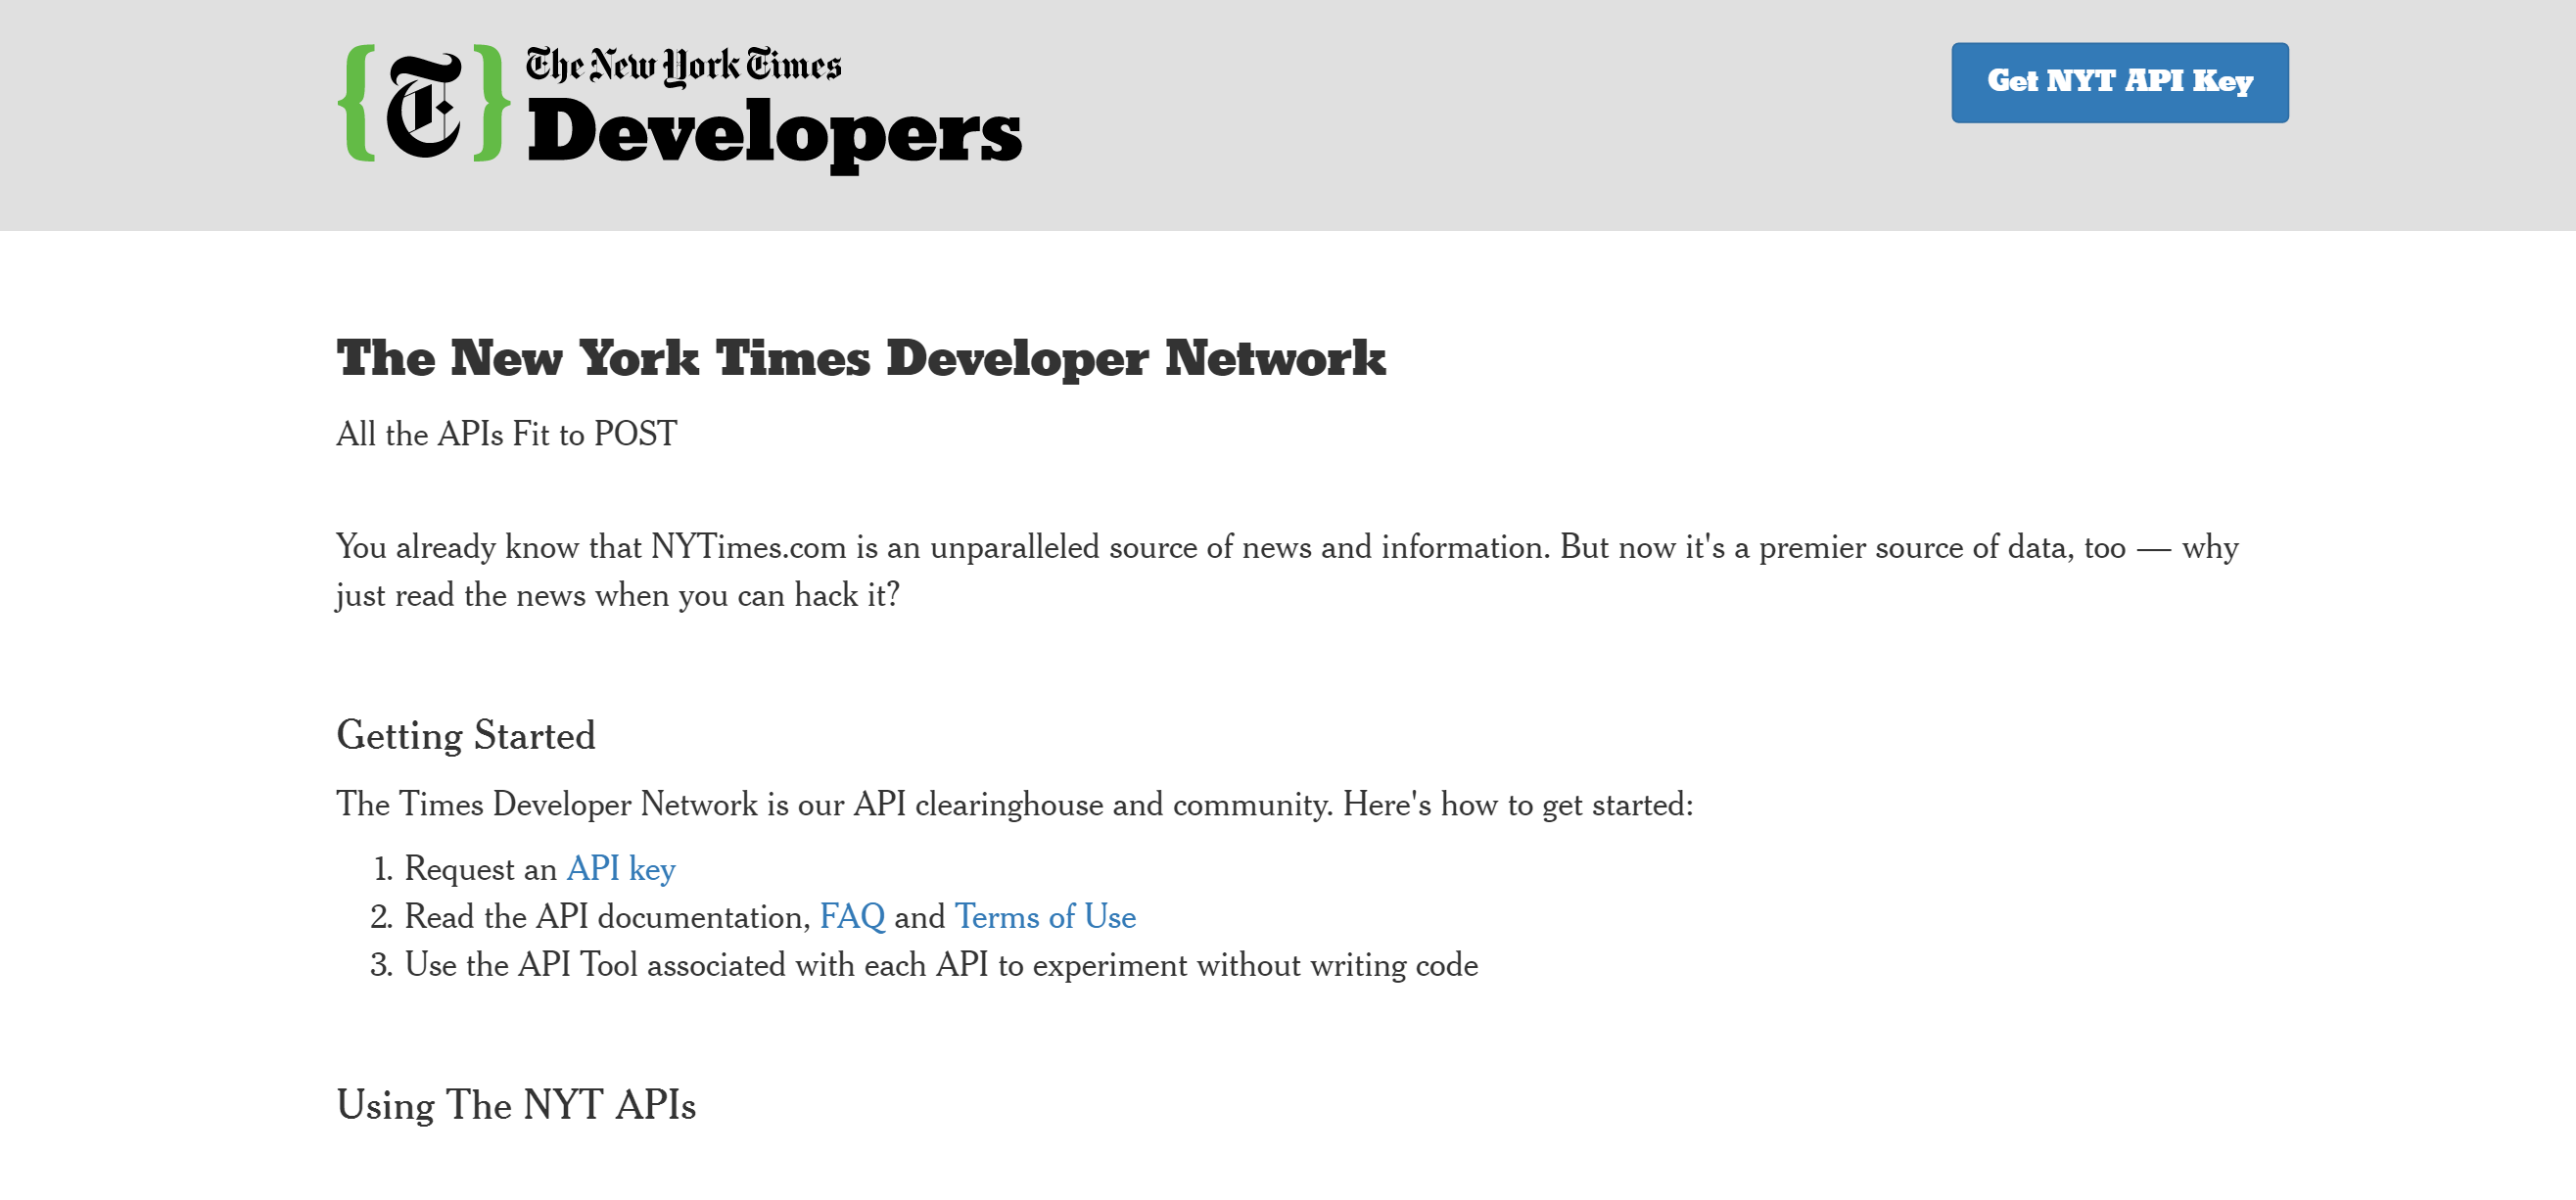 {T} The New York Times
Developers
Get NYT API Key
The New York Times Developer Network
All the APIs Fit to POST
You already know that NYTimes.com is an unparalleled source of news and information. But now it's a premier source of data, too — why
just read the news when you can hack it?
Getting Started
The Times Developer Network is our API clearinghouse and community. Here's how to get started:
1. Request an API key
2. Read the API documentation, FAQ and Terms of Use
3. Use the API Tool associated with each API to experiment without writing code
Using The NYT APIs